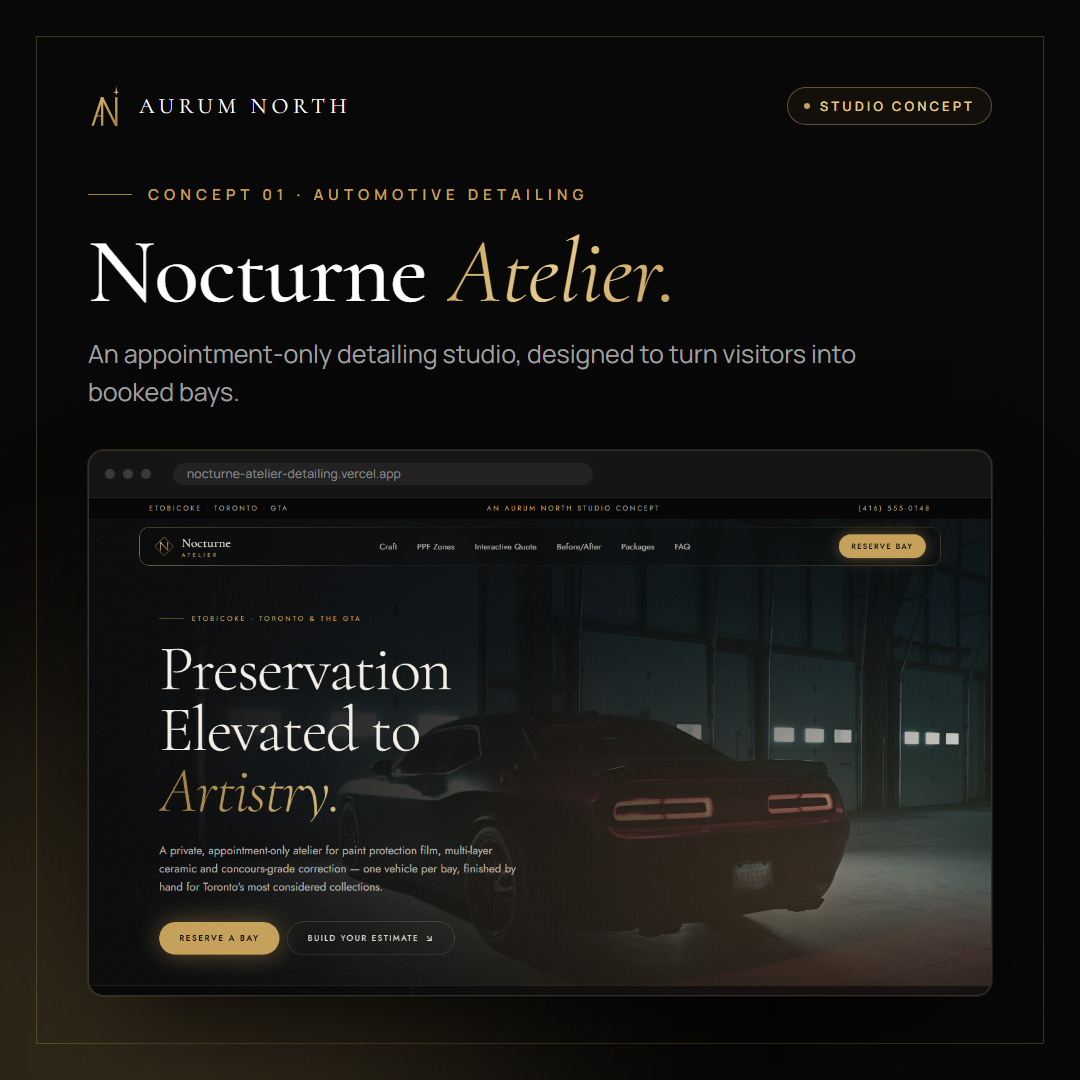 AURUM NORTH
STUDIO CONCEPT
CONCEPT 01 · AUTOMOTIVE DETAILING
Nocturne Atelier.
An appointment-only detailing studio, designed to turn visitors into
booked bays.
nocturne-atelier-detailing.vercel.app
ETOBICOKE · TORONTO · GTA
AN AURUM NORTH STUDIO CONCEPT
(416) 555-0148
Nocturne
ATELIER
Craft
PPF Zones
Interactive Quote
Before/After
Packages
FAQ
RESERVE BAY
ETOBICOKE · TORONTO & THE GTA
Preservation
Elevated to
Artistry.
A private, appointment-only atelier for paint protection film, multi-layer
ceramic and concours-grade correction — one vehicle per bay, finished by
hand for Toronto's most considered collections.
RESERVE A BAY
BUILD YOUR ESTIMATE ↘